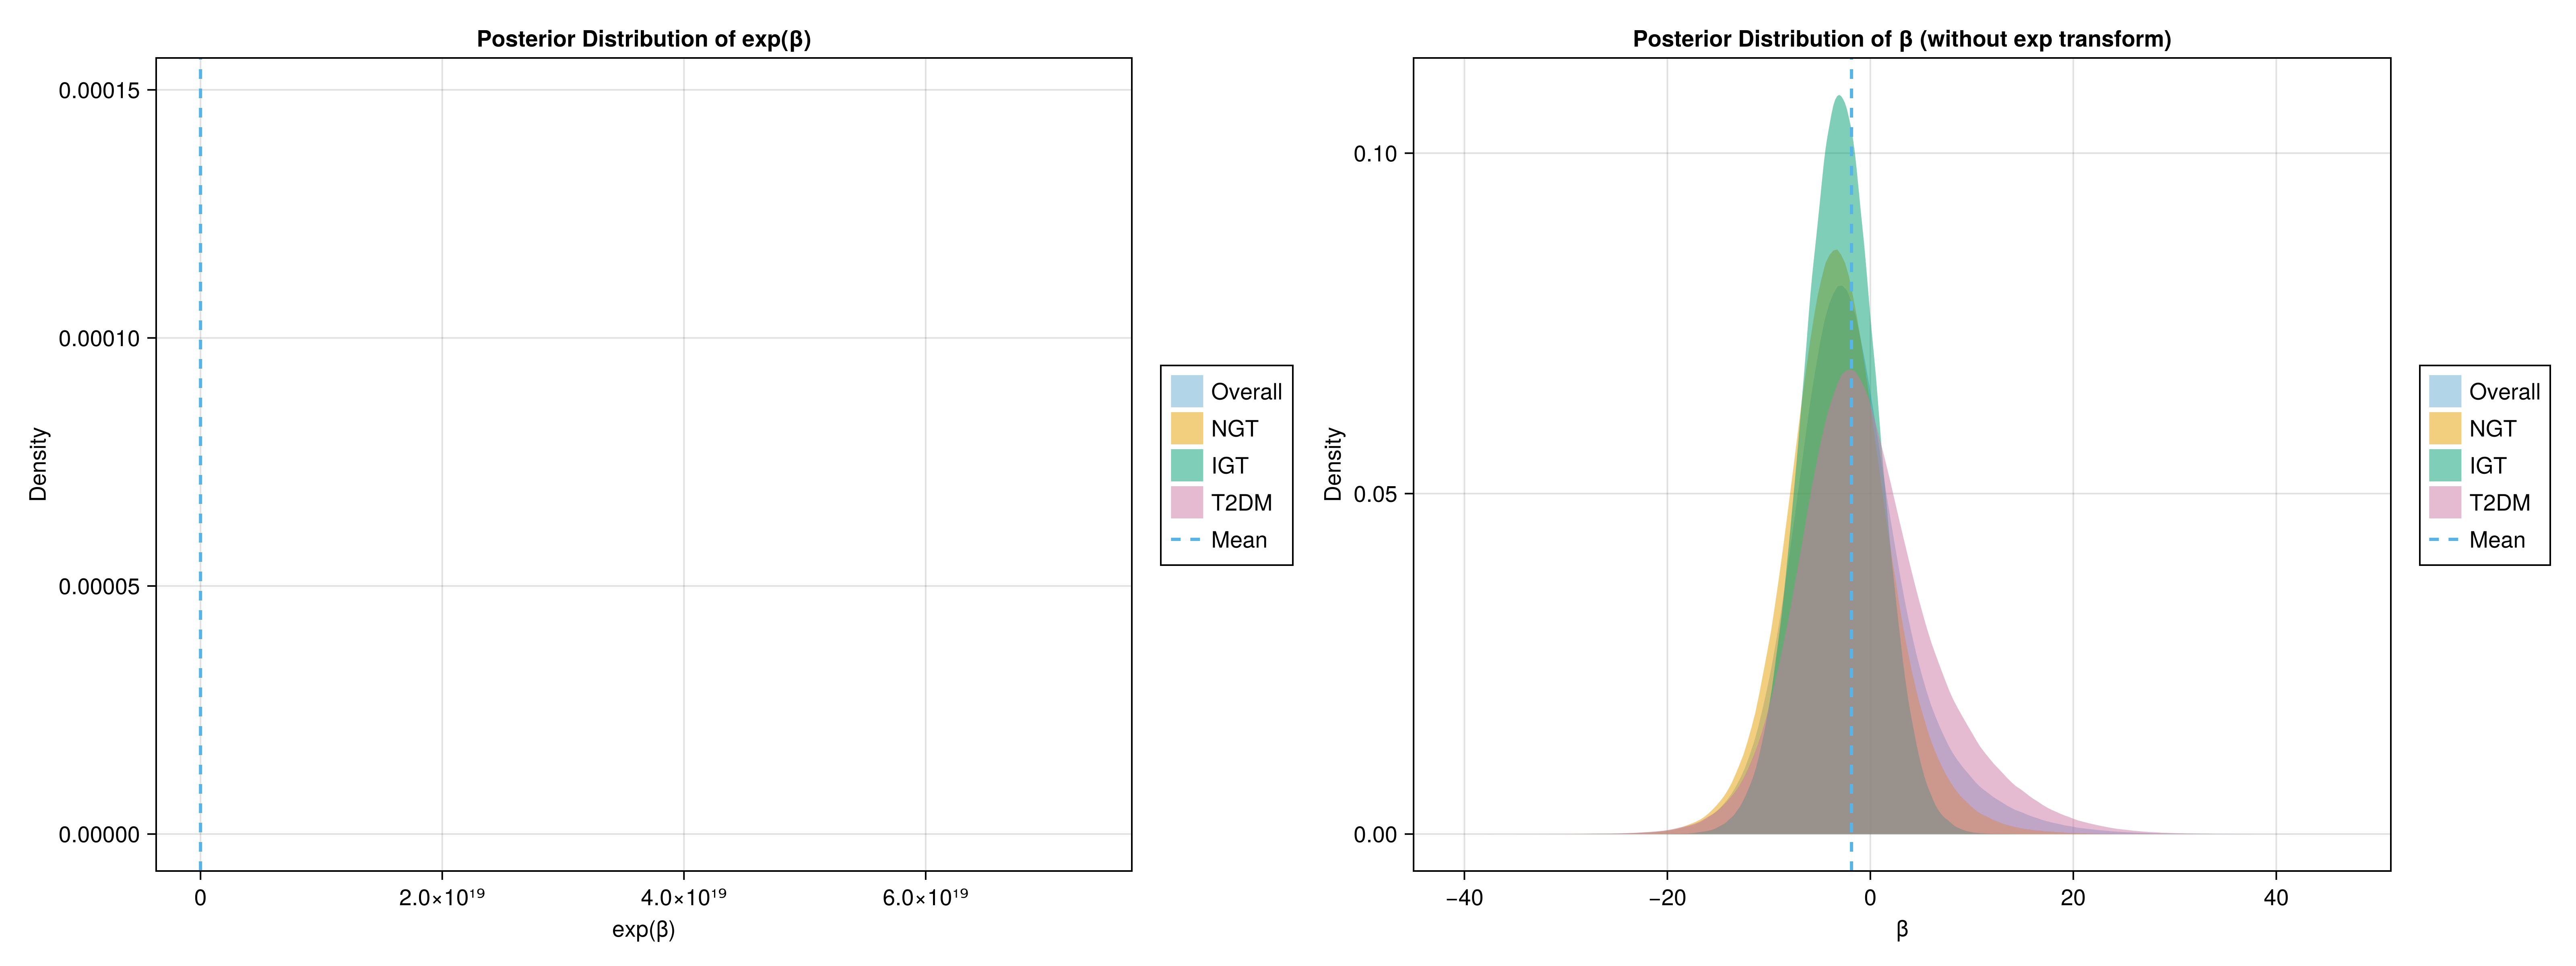 Posterior Distribution of exp(β)
0.00015
0.00010
0.00005
0.00000
Density
0
2.0×10¹⁹
4.0×10¹⁹
6.0×10¹⁹
exp(β)
Overall
NGT
IGT
T2DM
Mean
Posterior Distribution of β (without exp transform)
0.10
0.05
0.00
Density
−40
−20
0
20
40
β
Overall
NGT
IGT
T2DM
Mean